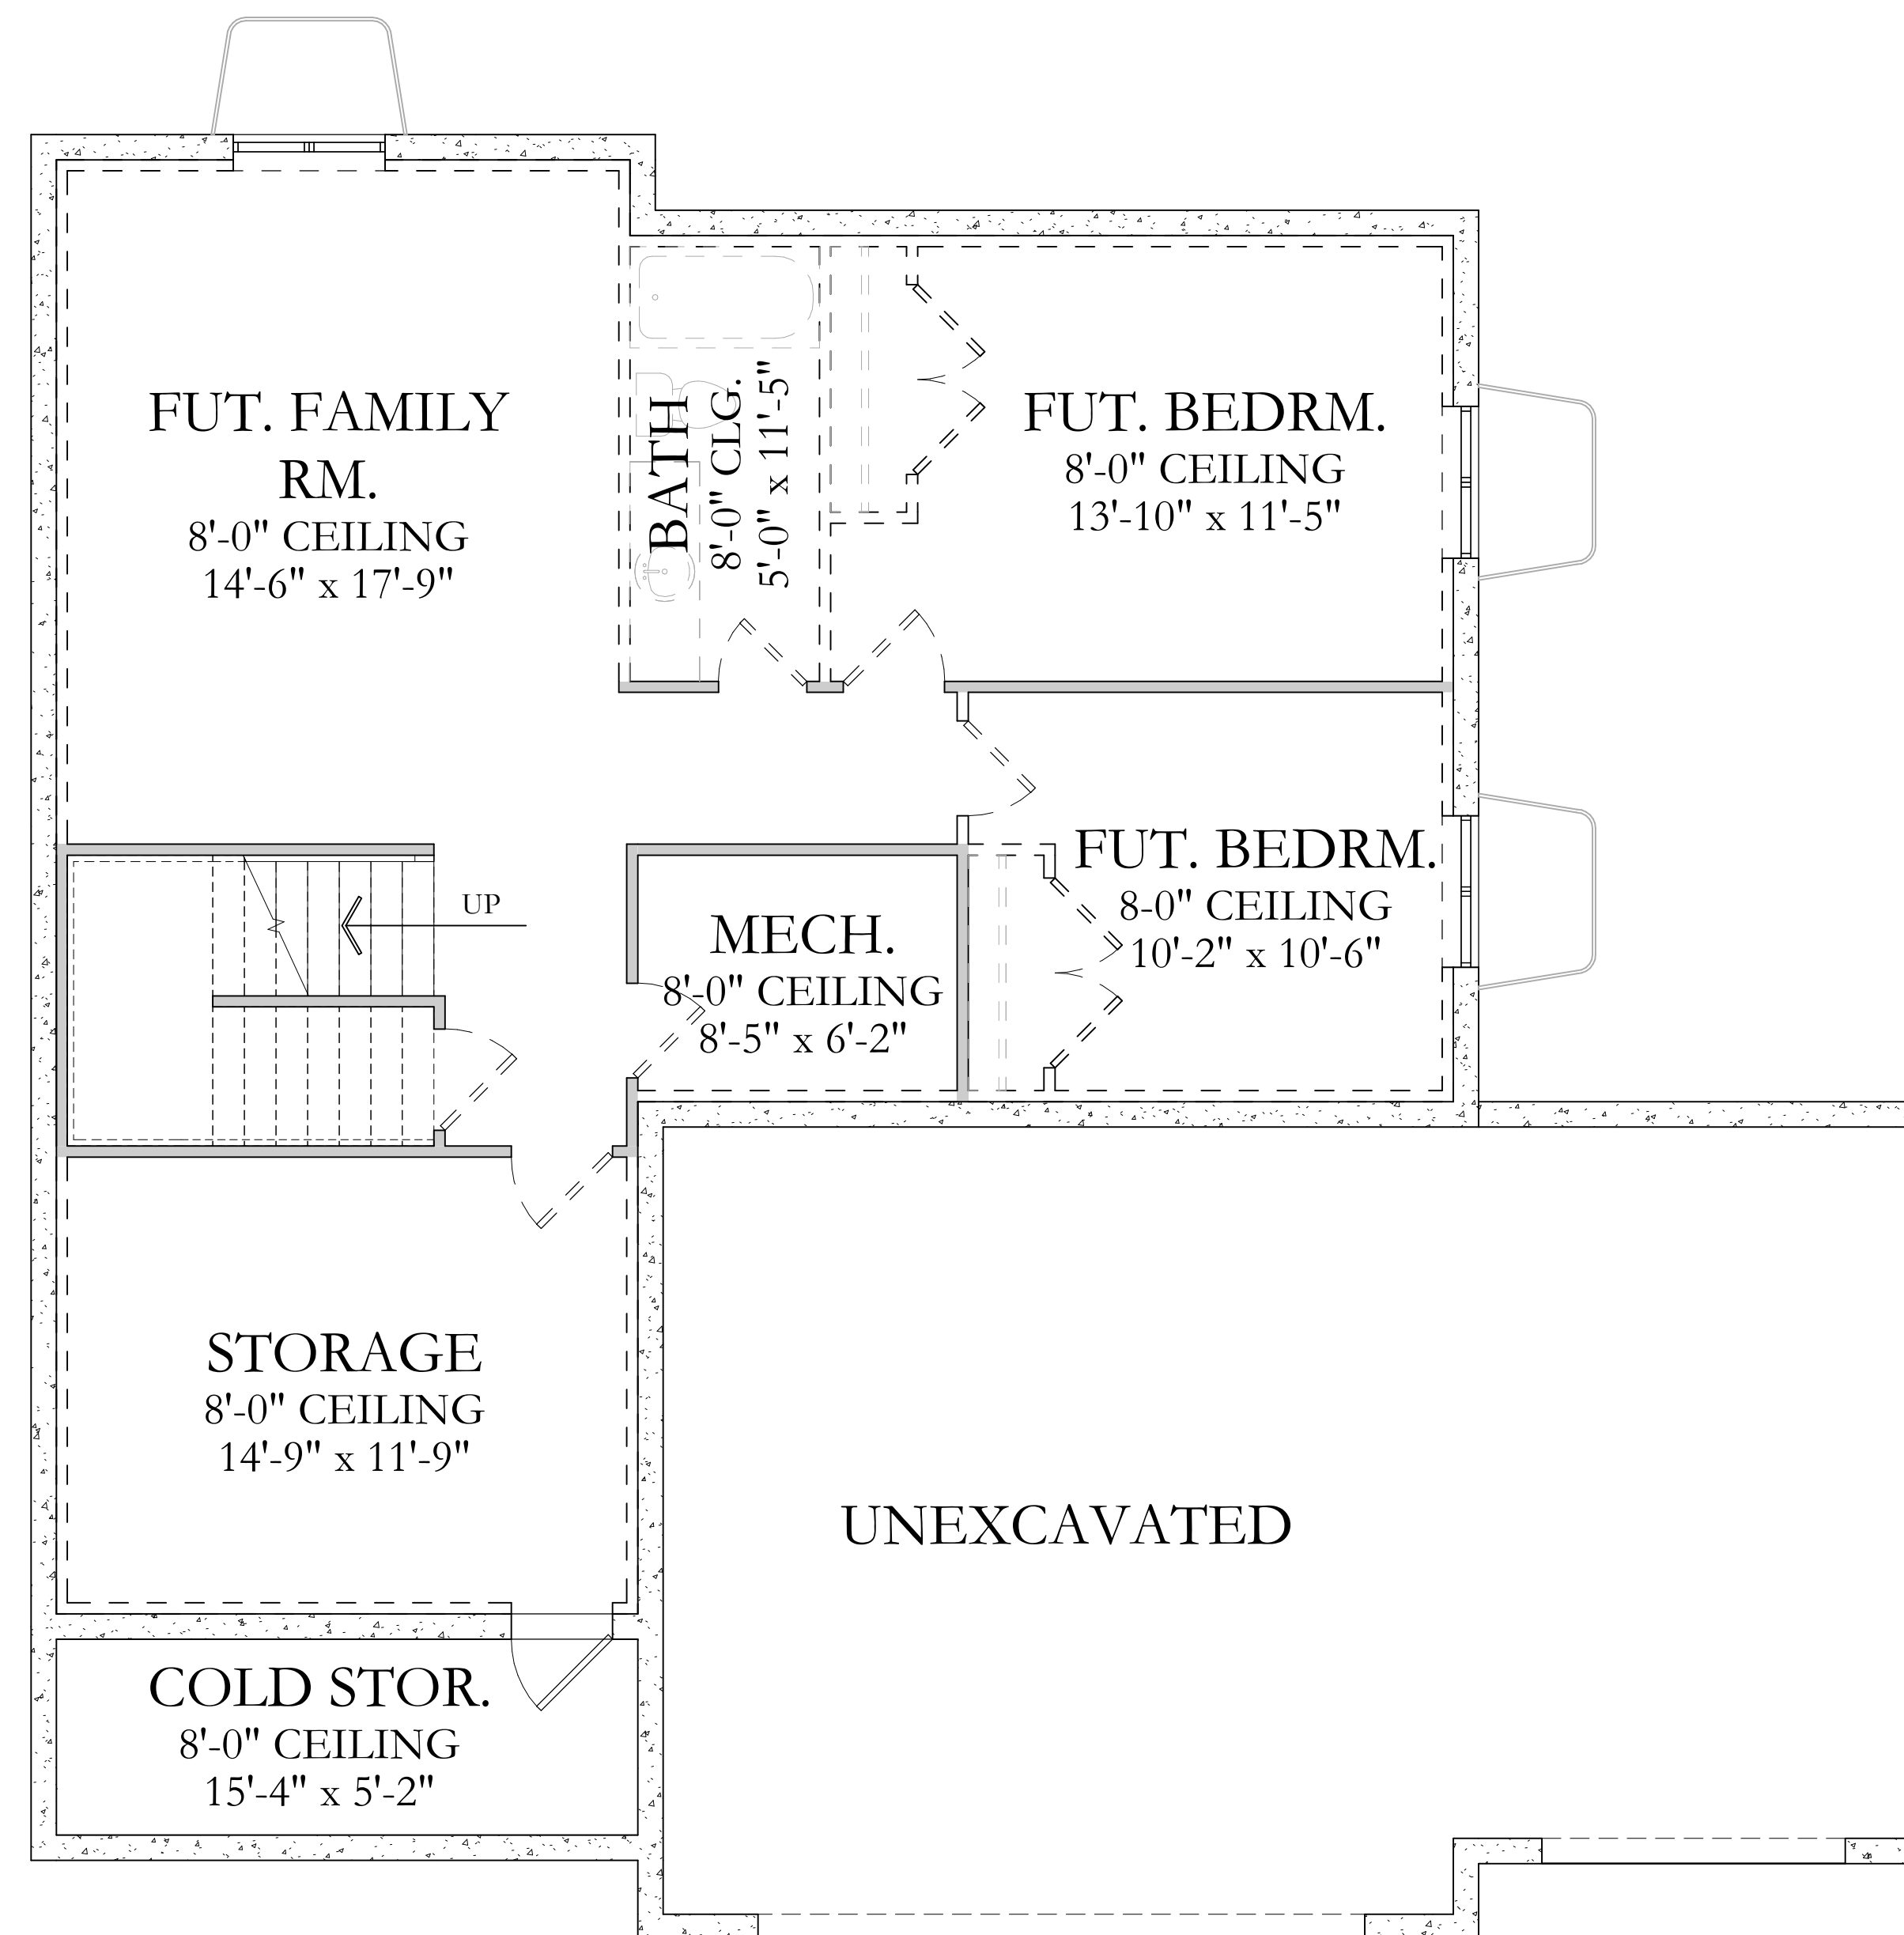 FUT. FAMILY
RM.
8'-0" CEILING
14'-6" x 17'-9"
BATH
8'-0" CLG.
5'-0" x 11'-5"
FUT. BEDRM.
8'-0" CEILING
13'-10" x 11'-5"
UP
MECH.
8'-0" CEILING
8'-5" x 6'-2"
FUT. BEDRM.
8-0" CEILING
10'-2" x 10'-6"
STORAGE
8'-0" CEILING
14'-9" x 11'-9"
UNEXCAVATED
COLD STOR.
8'-0" CEILING
15'-4" x 5'-2"